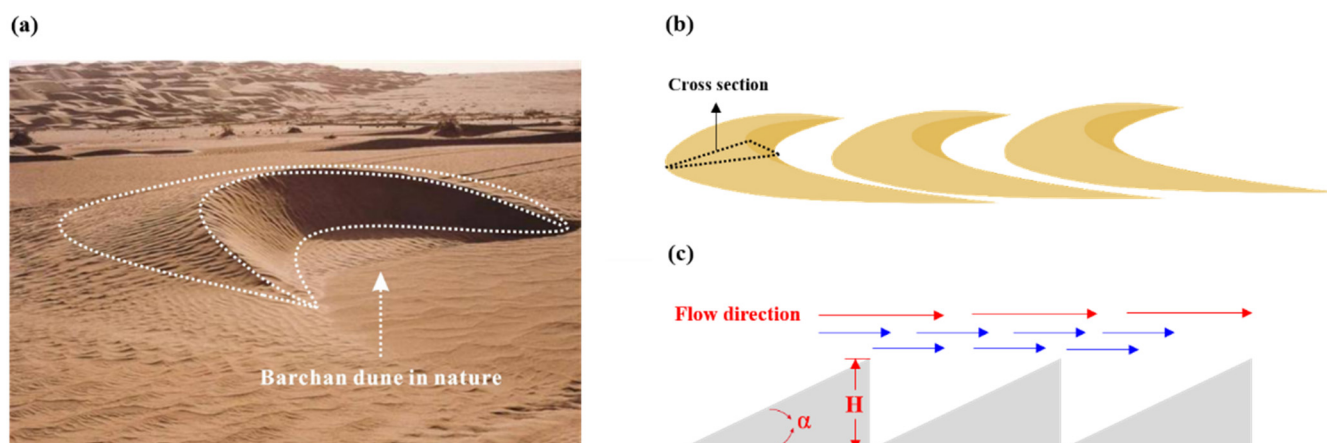 (a)
Barchan dune in nature
(b)
Cross section
(c)
Flow direction
H
α